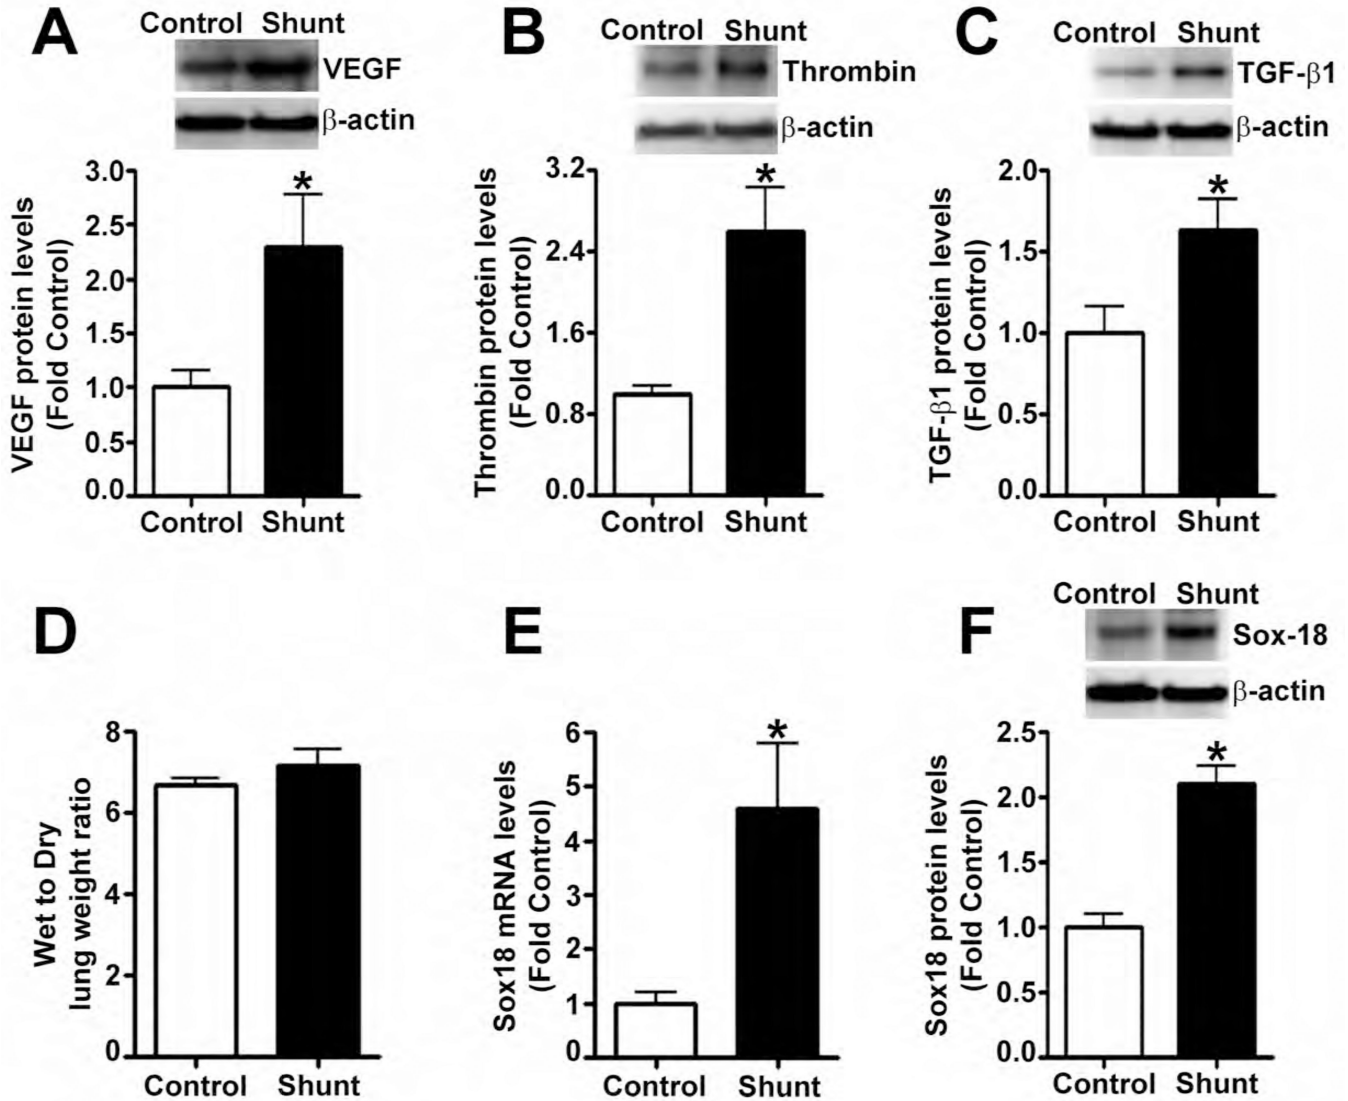 A
Control Shunt
VEGF
β-actin
VEGF protein levels
(Fold Control)
3.0
2.5
2.0
1.5
1.0
0.5
0.0
*
Control Shunt
B
Control Shunt
Thrombin
β-actin
Thrombin protein levels
(Fold Control)
3.2
2.4
1.6
0.8
0.0
*
Control Shunt
C
Control Shunt
TGF-β1
β-actin
TGF-β1 protein levels
(Fold Control)
2.0
1.5
1.0
0.5
0.0
*
Control Shunt
D
Wet to Dry
lung weight ratio
8
6
4
2
0
Control Shunt
E
Sox18 mRNA levels
(Fold Control)
6
5
4
3
2
1
0
*
Control Shunt
F
Control Shunt
Sox-18
β-actin
Sox18 protein levels
(Fold Control)
2.5
2.0
1.5
1.0
0.5
0.0
*
Control Shunt